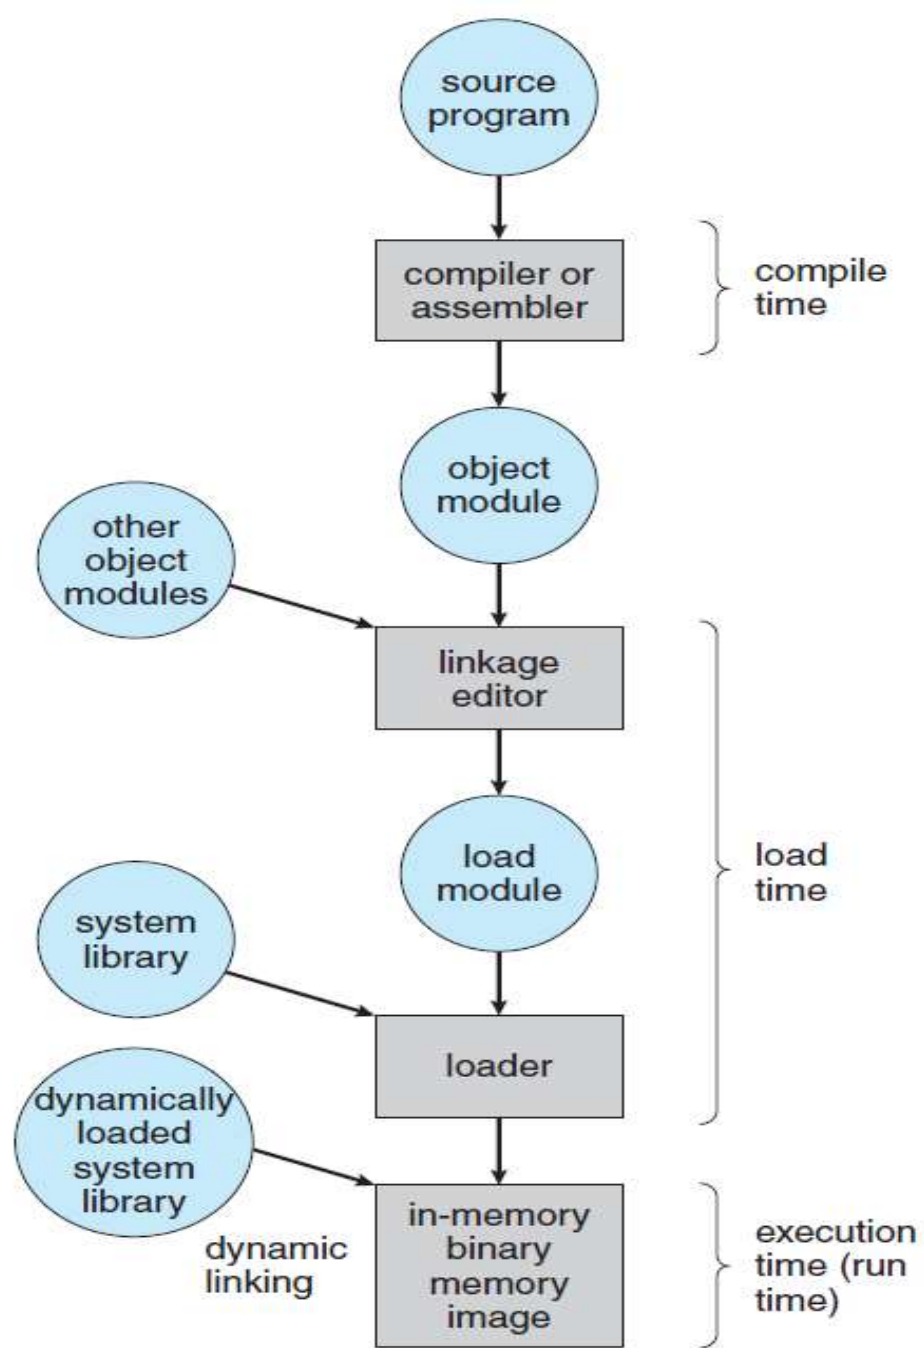 source
program
compiler or
assembler
compile
time
object
module
other
object
modules
linkage
editor
load
module
load
time
system
library
loader
dynamically
loaded
system
library
dynamic
linking
in-memory
binary
memory
image
execution
time (run
time)